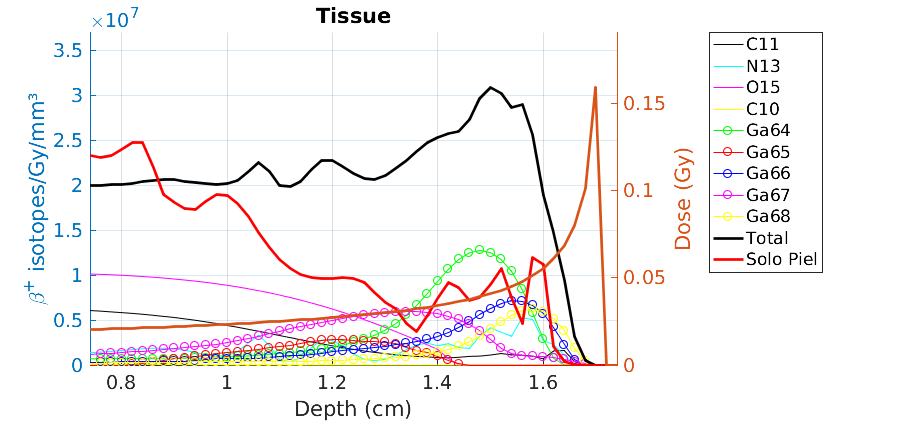 Tissue
×10⁷
3.5
3
2.5
2
1.5
1
0.5
0
β⁺ isotopes/Gy/mm³
0.8
1
1.2
1.4
1.6
Depth (cm)
0.15
0.1
0.05
0
Dose (Gy)
C11
N13
O15
C10
Ga64
Ga65
Ga66
Ga67
Ga68
Total
Solo Piel